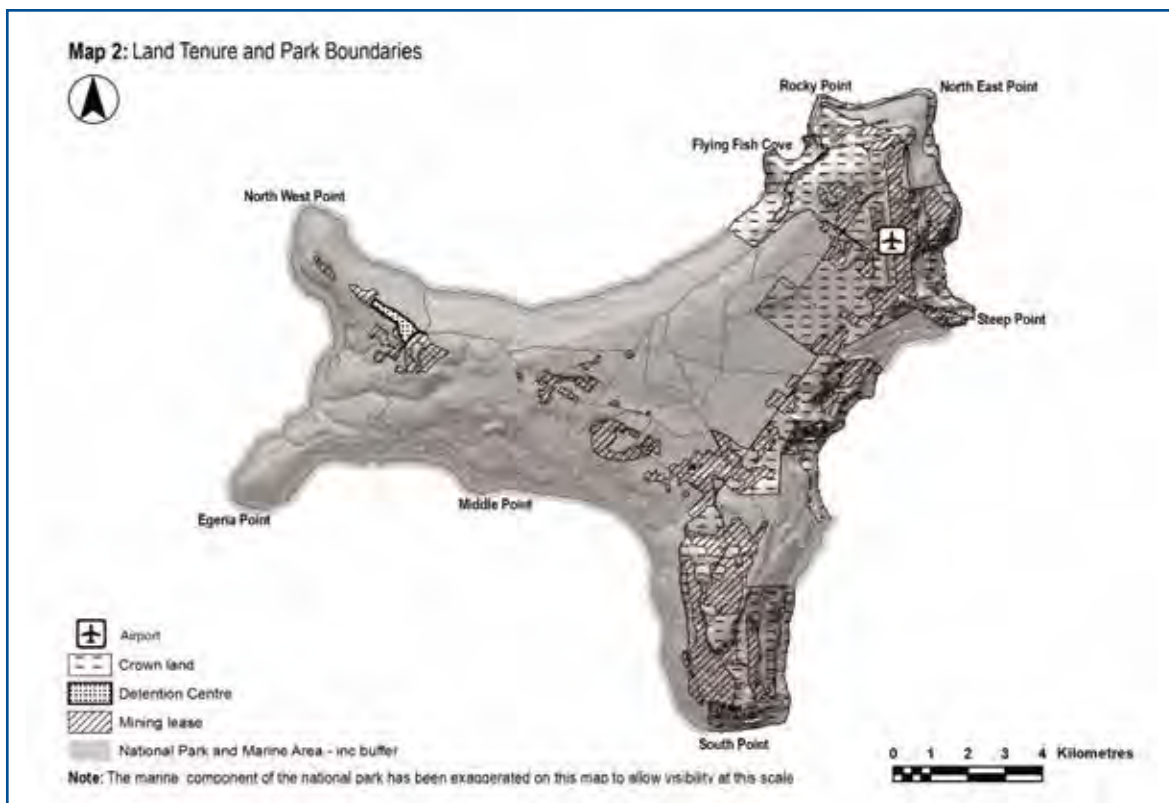 Map 2: Land Tenure and Park Boundaries
Rocky Point
North East Point
Flying Fish Cove
North West Point
Steep Point
Egeria Point
Middle Point
South Point
Airport
Crown land
Detention Centre
Mining lease
National Park and Marine Area - inc buffer
0 1 2 3 4 Kilometres
Note: The marine component of the national park has been exaggerated on this map to allow visibility at this scale